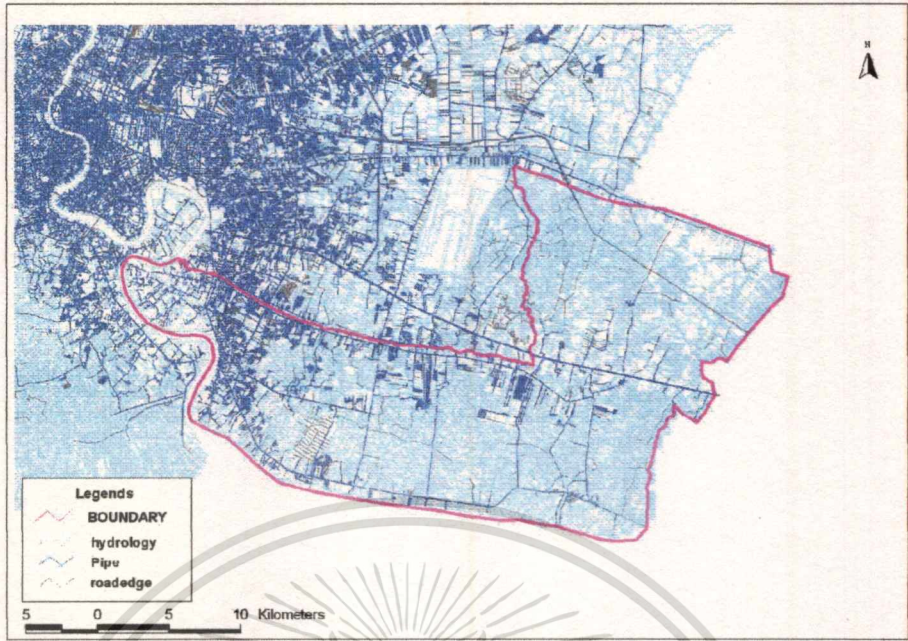 N
Legends
BOUNDARY
hydrology
Pipe
roadedge
5 0 5 10 Kilometers